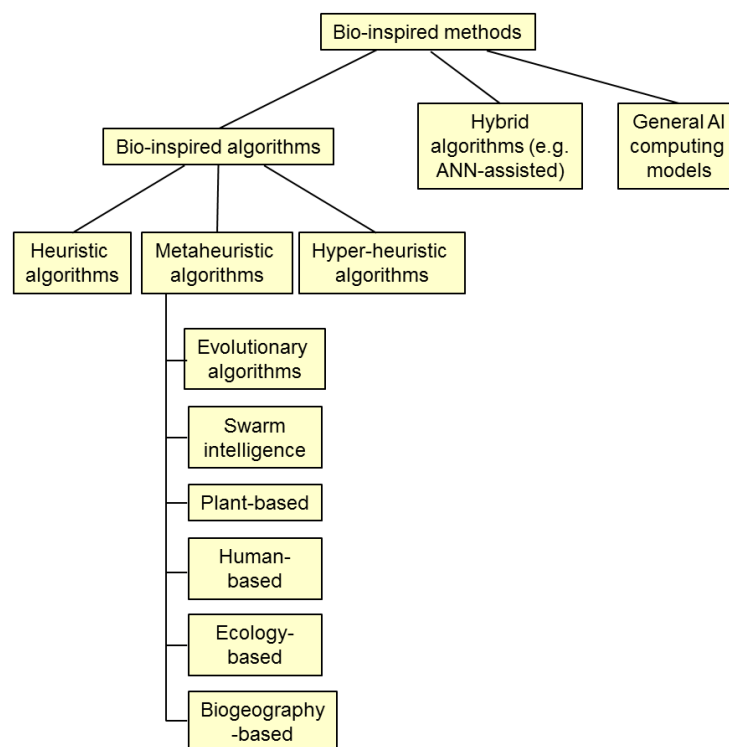 Bio-inspired methods
Bio-inspired algorithms
Hybrid
algorithms (e.g.
ANN-assisted)
General AI
computing
models
Heuristic
algorithms
Metaheuristic
algorithms
Hyper-heuristic
algorithms
Evolutionary
algorithms
Swarm
intelligence
Plant-based
Human-
based
Ecology-
based
Biogeography
-based